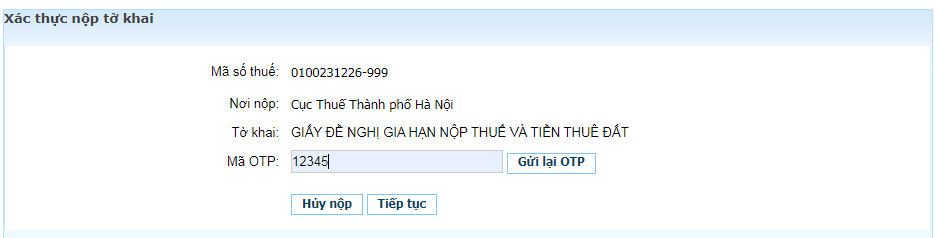 Xác thực nộp tờ khai
Mã số thuế: 0100231226-999
Nơi nộp: Cục Thuế Thành phố Hà Nội
Tờ khai: GIẤY ĐỀ NGHỊ GIA HẠN NỘP THUẾ VÀ TIỀN THUÊ ĐẤT
Mã OTP: 12345 Gửi lại OTP
Hủy nộp Tiếp tục